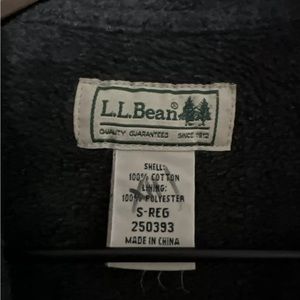 L.L.Bean®
QUALITY GUARANTEED SINCE 1912
SHELL:
100% COTTON
LINING:
100% POLYESTER
S-REG
250393
MADE IN CHINA